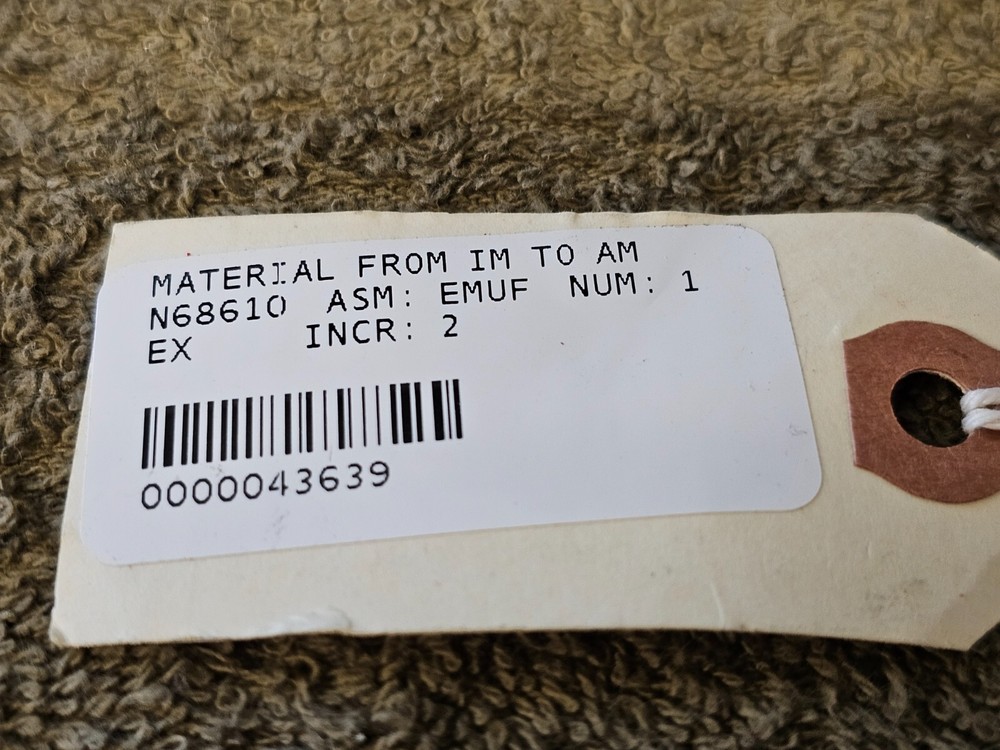 MATERIAL FROM IM TO AM
N68610 ASM: EMUF NUM: 1
EX INCR: 2
0000043639